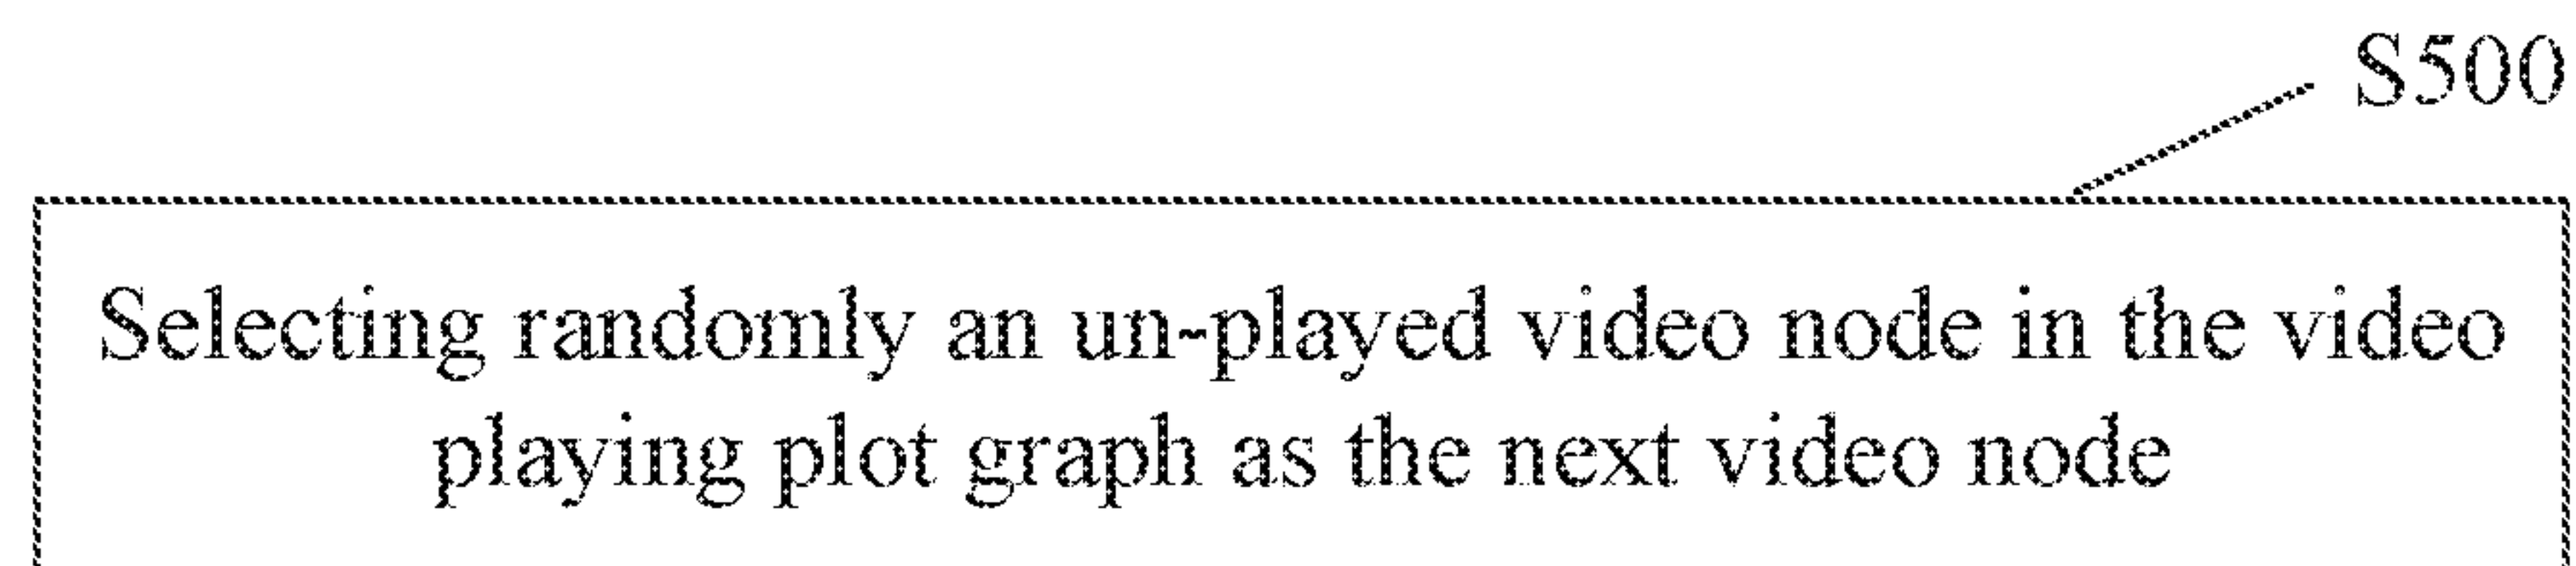 S500
Selecting randomly an un-played video node in the video
playing plot graph as the next video node